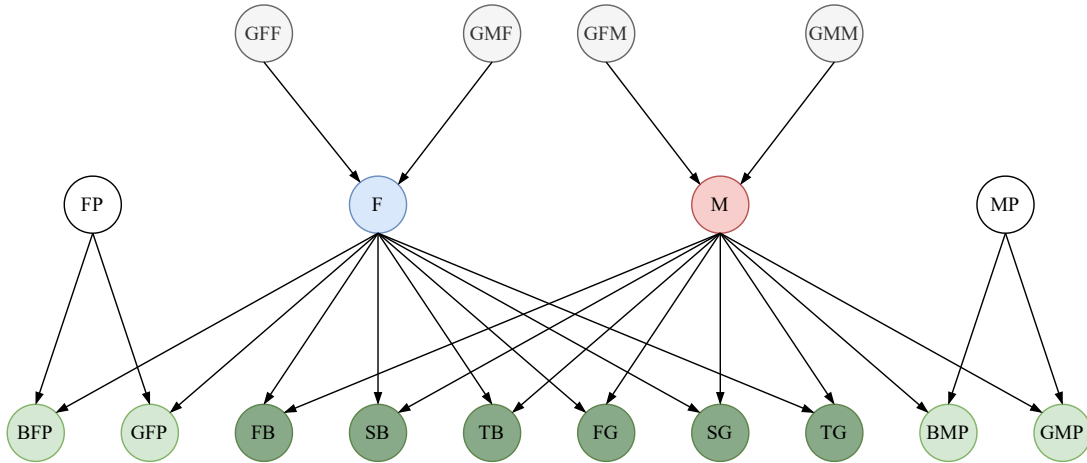 GFF GMF GFM GMM
FP F M MP
BFP GFP FB SB TB FG SG TG BMP GMP